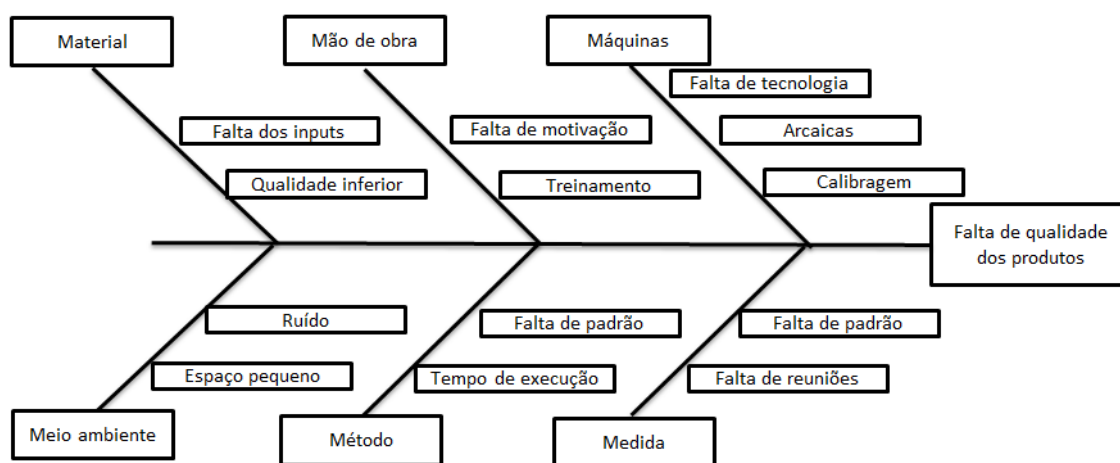 Material
Mão de obra
Máquinas
Falta de tecnologia
Falta dos inputs
Falta de motivação
Arcaicas
Qualidade inferior
Treinamento
Calibragem
Falta de qualidade
dos produtos
Ruído
Falta de padrão
Falta de padrão
Espaço pequeno
Tempo de execução
Falta de reuniões
Meio ambiente
Método
Medida